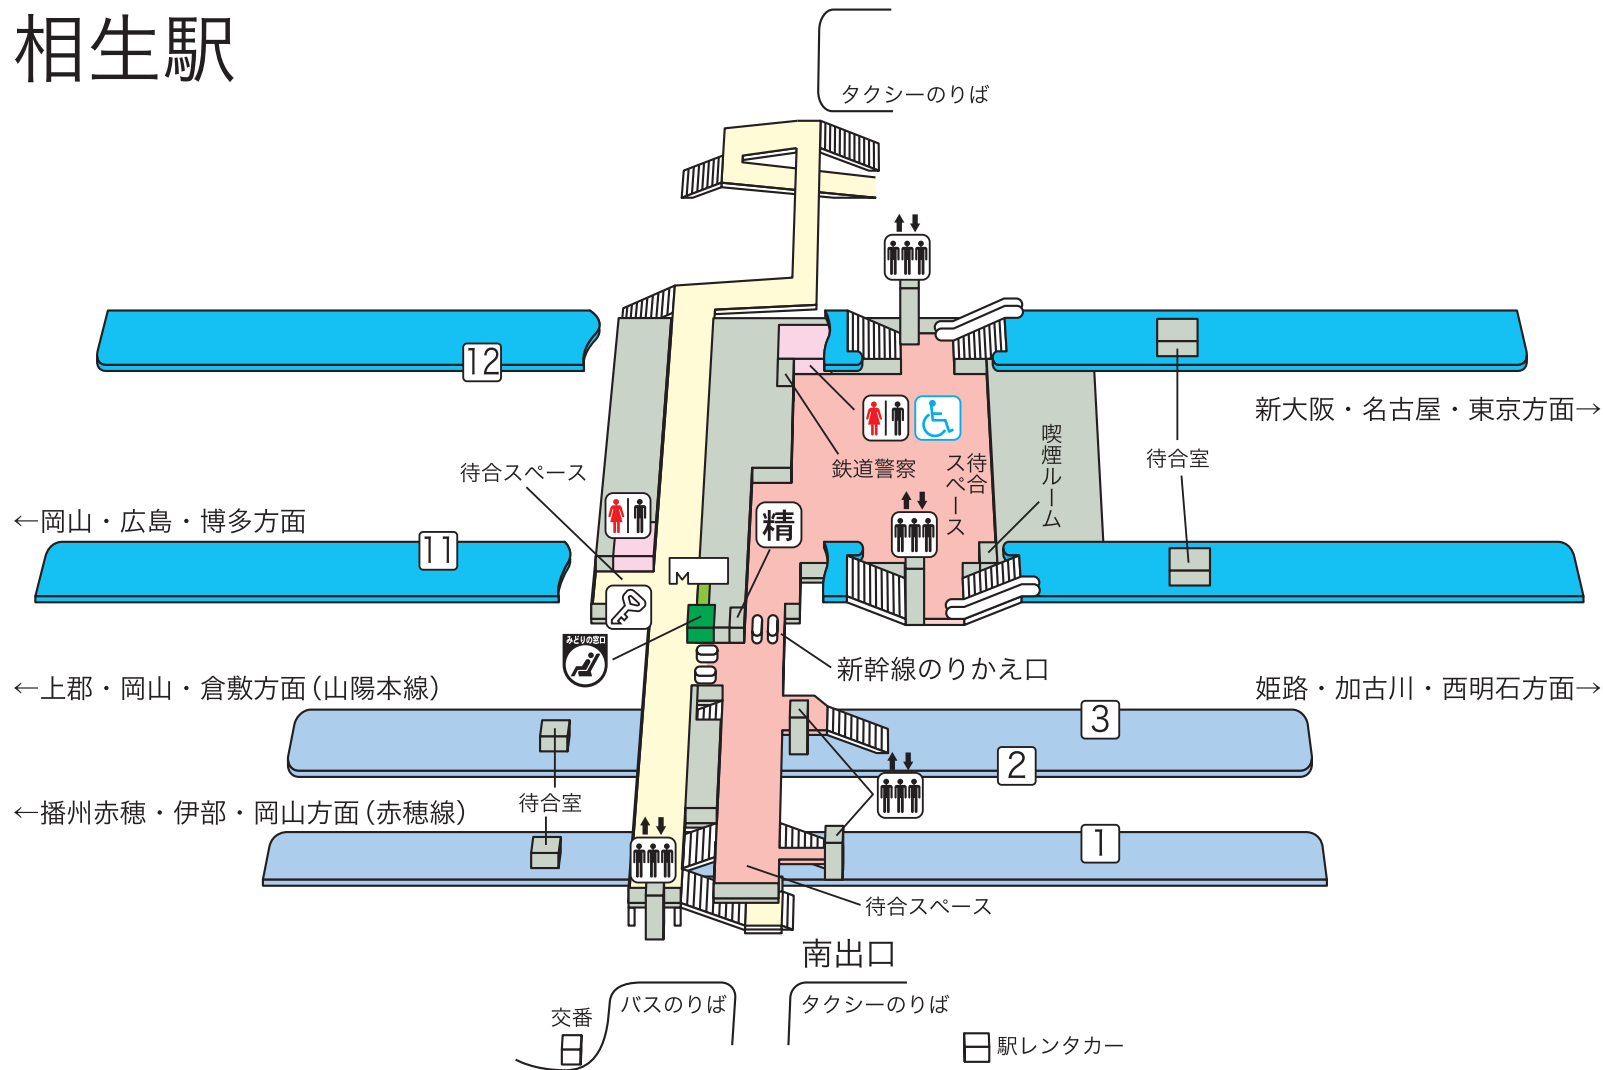 相生駅
タクシーのりば
12
新大阪・名古屋・東京方面→
待合室
喫煙ルーム
待合
スペース
鉄道警察
待合スペース
←岡山・広島・博多方面
11
精
みどりの窓口
新幹線のりかえ口
←上郡・岡山・倉敷方面(山陽本線)
姫路・加古川・西明石方面→
3
2
待合室
←播州赤穂・伊部・岡山方面(赤穂線)
1
待合スペース
南出口
バスのりば
タクシーのりば
交番
駅レンタカー